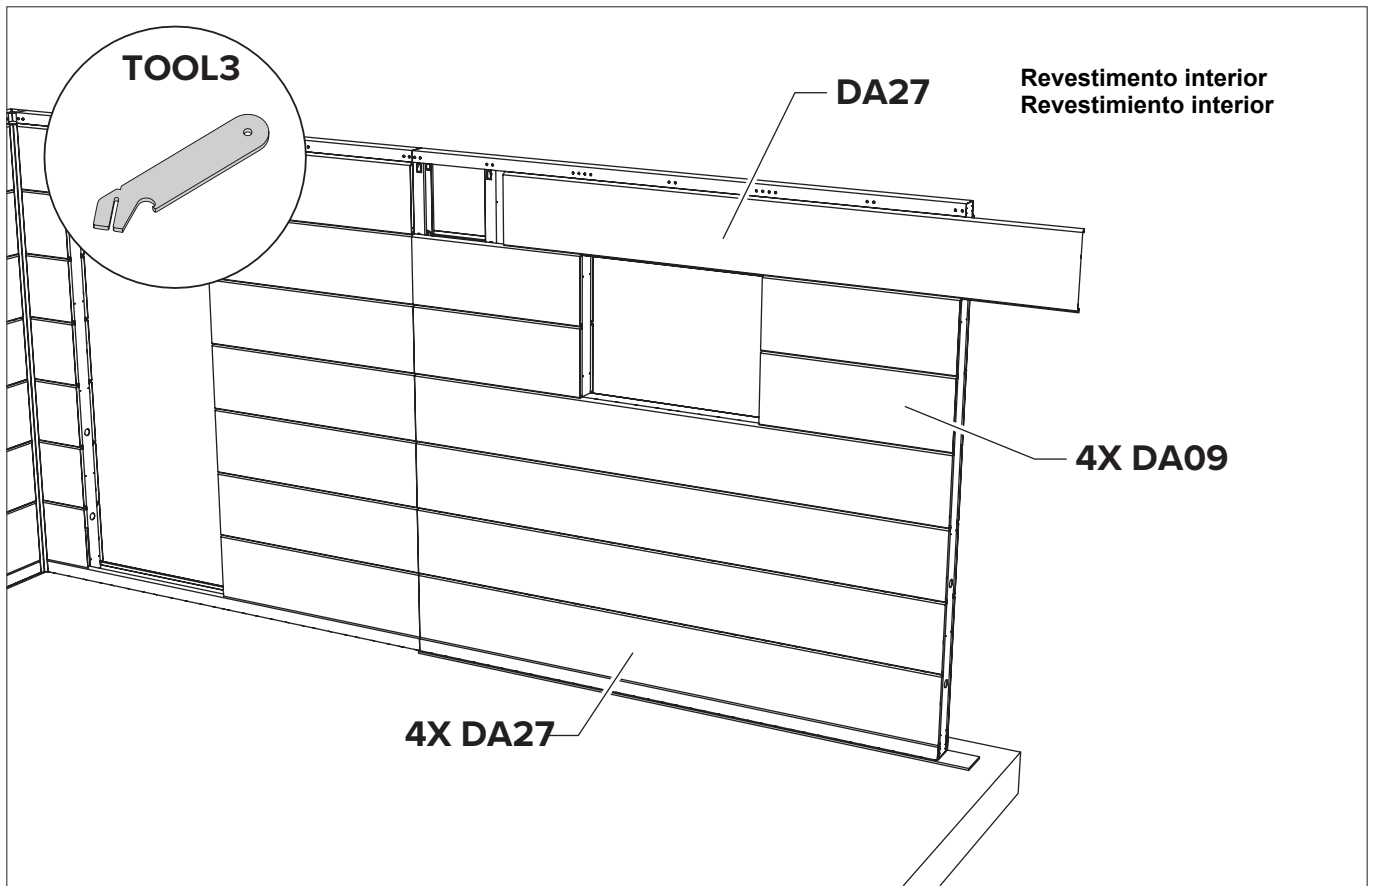 TOOL3
DA27
Revestimento interior
Revestimiento interior
4X DA09
4X DA27